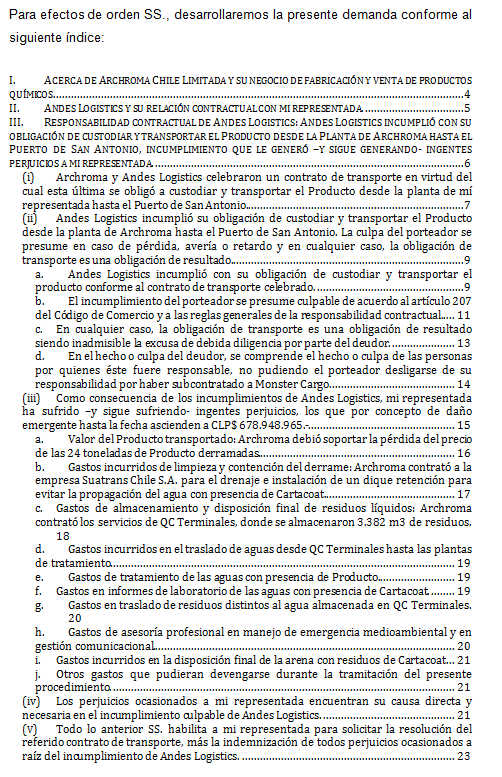 Para efectos de orden SS., desarrollaremos la presente demanda conforme al
siguiente índice:
I. ACERCA DE ARCHROMA CHILE LIMITADA Y SU NEGOCIO DE FABRICACIÓN Y VENTA DE PRODUCTOS
QUÍMICOS....................4
II. ANDES LOGISTICS Y SU RELACIÓN CONTRACTUAL CON MI REPRESENTADA....................5
III. RESPONSABILIDAD CONTRACTUAL DE ANDES LOGISTICS: ANDES LOGISTICS INCUMPLIÓ CON SU
OBLIGACIÓN DE CUSTODIAR Y TRANSPORTAR EL PRODUCTO DESDE LA PLANTA DE ARCHROMA HASTA EL
PUERTO DE SAN ANTONIO, INCUMPLIMIENTO QUE LE GENERÓ –Y SIGUE GENERANDO- INGENTES
PERJUICIOS A MI REPRESENTADA....................6
(i) Archroma y Andes Logistics celebraron un contrato de transporte en virtud del
cual esta última se obligó a custodiar y transportar el Producto desde la planta de mí
representada hasta el Puerto de San Antonio....................7
(ii) Andes Logistics incumplió su obligación de custodiar y transportar el Producto
desde la planta de Archroma hasta el Puerto de San Antonio. La culpa del porteador se
presume en caso de pérdida, avería o retardo y en cualquier caso, la obligación de
transporte es una obligación de resultado....................9
a. Andes Logistics incumplió con su obligación de custodiar y transportar el
producto conforme al contrato de transporte celebrado....................9
b. El incumplimiento del porteador se presume culpable de acuerdo al artículo 207
del Código de Comercio y a las reglas generales de la responsabilidad contractual..... 11
c. En cualquier caso, la obligación de transporte es una obligación de resultado
siendo inadmisible la excusa de debida diligencia por parte del deudor.................... 13
d. En el hecho o culpa del deudor, se comprende el hecho o culpa de las personas
por quienes éste fuere responsable, no pudiendo el porteador desligarse de su
responsabilidad por haber subcontratado a Monster Cargo.................... 14
(iii) Como consecuencia de los incumplimientos de Andes Logistics, mi representada
ha sufrido –y sigue sufriendo- ingentes perjuicios, los que por concepto de daño
emergente hasta la fecha ascienden a CLP$ 678.948.965.-.................... 15
a. Valor del Producto transportado: Archroma debió soportar la pérdida del precio
de las 24 toneladas de Producto derramadas.................... 16
b. Gastos incurridos de limpieza y contención del derrame: Archroma contrató a la
empresa Suatrans Chile S.A. para el drenaje e instalación de un dique retención para
evitar la propagación del agua con presencia de Cartacoat.................... 17
c. Gastos de almacenamiento y disposición final de residuos líquidos: Archroma
contrató los servicios de QC Terminales, donde se almacenaron 3.382 m3 de residuos.
18
d. Gastos incurridos en el traslado de aguas desde QC Terminales hasta las plantas
de tratamiento.................... 19
e. Gastos de tratamiento de las aguas con presencia de Producto.................... 19
f. Gastos en informes de laboratorio de las aguas con presencia de Cartacoat........ 19
g. Gastos en traslado de residuos distintos al agua almacenada en QC Terminales.
20
h. Gastos de asesoría profesional en manejo de emergencia medioambiental y en
gestión comunicacional.................... 20
i. Gastos incurridos en la disposición final de la arena con residuos de Cartacoat... 21
j. Otros gastos que pudieran devengarse durante la tramitación del presente
procedimiento.................... 21
(iv) Los perjuicios ocasionados a mi representada encuentran su causa directa y
necesaria en el incumplimiento culpable de Andes Logistics.................... 21
(v) Todo lo anterior SS. habilita a mi representada para solicitar la resolución del
referido contrato de transporte, más la indemnización de todos perjuicios ocasionados a
raíz del incumplimiento de Andes Logistics.................... 23